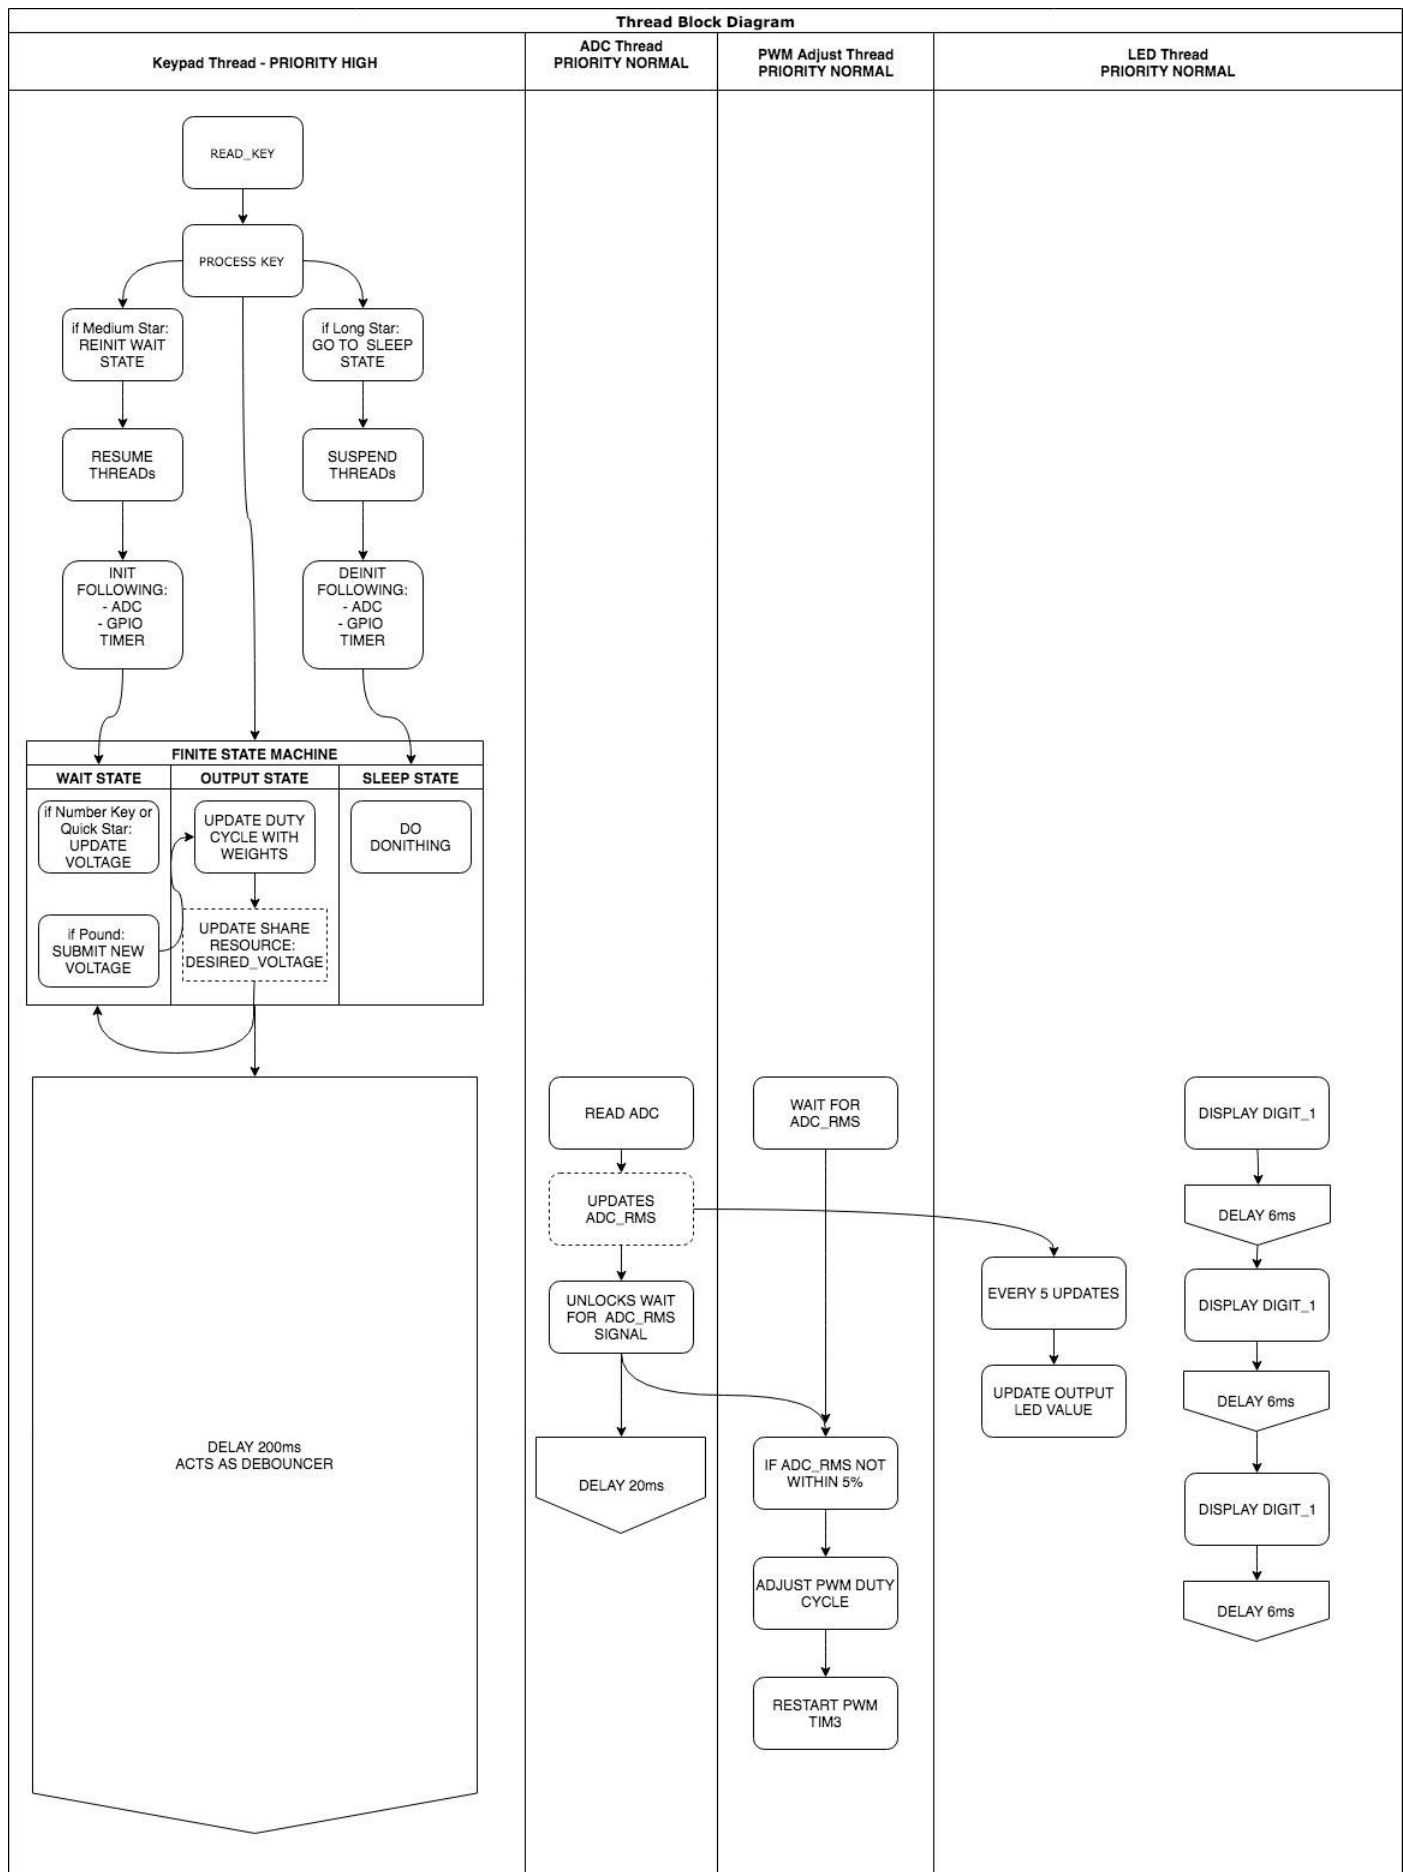 Thread Block Diagram
Keypad Thread - PRIORITY HIGH
ADC Thread
PRIORITY NORMAL
PWM Adjust Thread
PRIORITY NORMAL
LED Thread
PRIORITY NORMAL
READ_KEY
PROCESS KEY
if Medium Star:
REINIT WAIT
STATE
if Long Star:
GO TO SLEEP
STATE
RESUME
THREADs
SUSPEND
THREADs
INIT
FOLLOWING:
- ADC
- GPIO
TIMER
DEINIT
FOLLOWING:
- ADC
- GPIO
TIMER
FINITE STATE MACHINE
WAIT STATE
OUTPUT STATE
SLEEP STATE
if Number Key or
Quick Star:
UPDATE
VOLTAGE
UPDATE DUTY
CYCLE WITH
WEIGHTS
DO
DONITHING
if Pound:
SUBMIT NEW
VOLTAGE
UPDATE SHARE
RESOURCE:
DESIRED_VOLTAGE
DELAY 200ms
ACTS AS DEBOUNCER
READ ADC
UPDATES
ADC_RMS
UNLOCKS WAIT
FOR ADC_RMS
SIGNAL
DELAY 20ms
WAIT FOR
ADC_RMS
IF ADC_RMS NOT
WITHIN 5%
ADJUST PWM DUTY
CYCLE
RESTART PWM
TIM3
EVERY 5 UPDATES
UPDATE OUTPUT
LED VALUE
DISPLAY DIGIT_1
DELAY 6ms
DISPLAY DIGIT_1
DELAY 6ms
DISPLAY DIGIT_1
DELAY 6ms